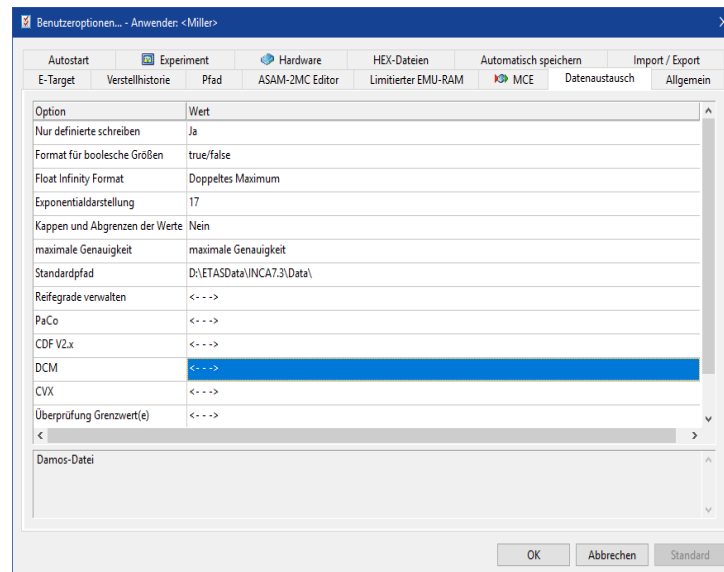 Benutzeroptionen... - Anwender: <Miller>
Autostart Experiment Hardware HEX-Dateien Automatisch speichern Import / Export
E-Target Verstellhistorie Pfad ASAM-2MC Editor Limitierter EMU-RAM MCE Datenaustausch Allgemein
Option Wert
Nur definierte schreiben Ja
Format für boolesche Größen true/false
Float Infinity Format Doppeltes Maximum
Exponentialdarstellung 17
Kappen und Abgrenzen der Werte Nein
maximale Genauigkeit maximale Genauigkeit
Standardpfad D:\ETASData\INCA7.3\Data\
Reifegrade verwalten <- - ->
PaCo <- - ->
CDF V2.x <- - ->
DCM <- - ->
CVX <- - ->
Überprüfung Grenzwert(e) <- - ->
Damos-Datei
OK Abbrechen Standard